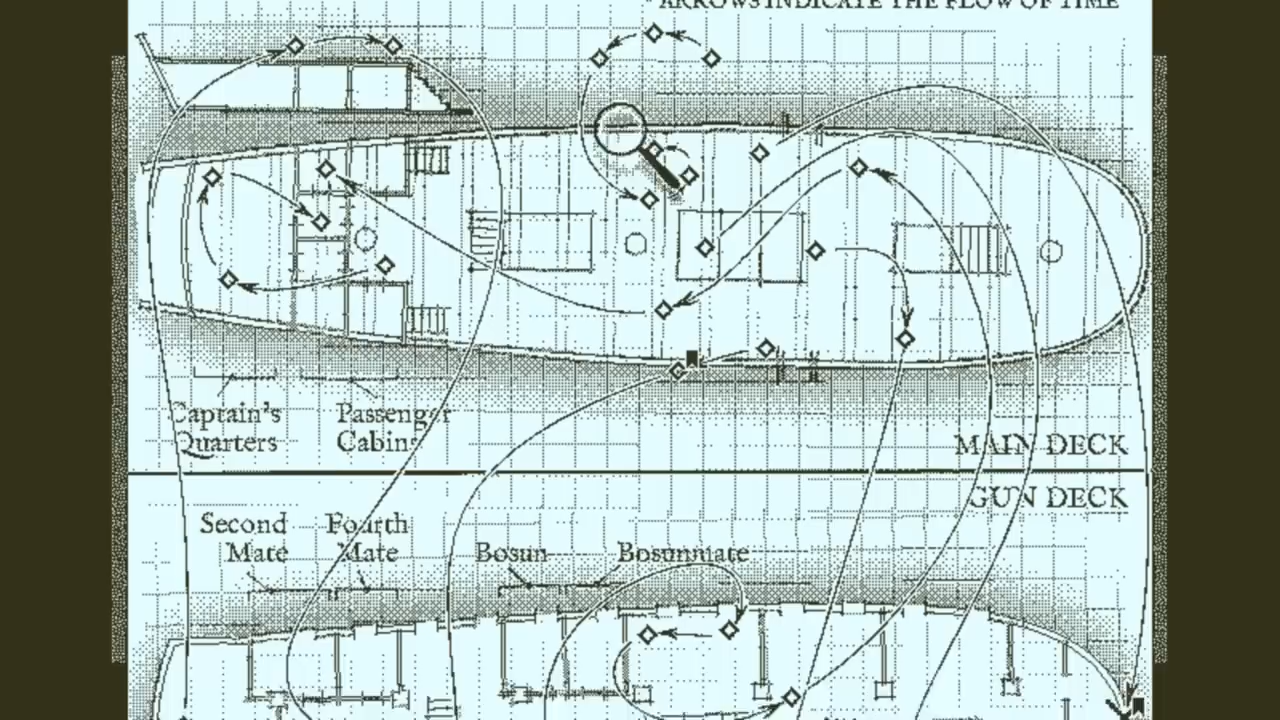 * ARROWS INDICATE THE FLOW OF TIME
Captain's
Quarters
Passenger
Cabins
MAIN DECK
GUN DECK
Second
Mate
Fourth
Mate
Bosun
Bosunmate